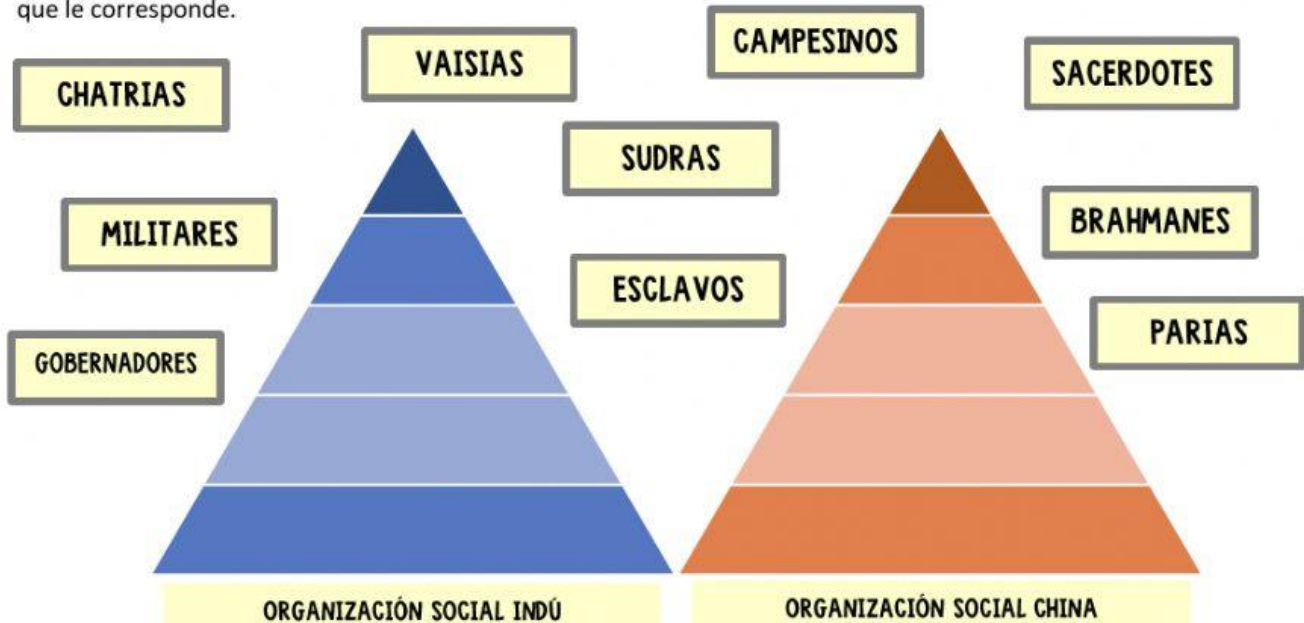 que le corresponde.
CAMPESINOS
VAISIAS
SACERDOTES
CHATRIAS
SUDRAS
BRAHMANES
MILITARES
ESCLAVOS
PARIAS
GOBERNADORES
ORGANIZACIÓN SOCIAL INDÚ
ORGANIZACIÓN SOCIAL CHINA